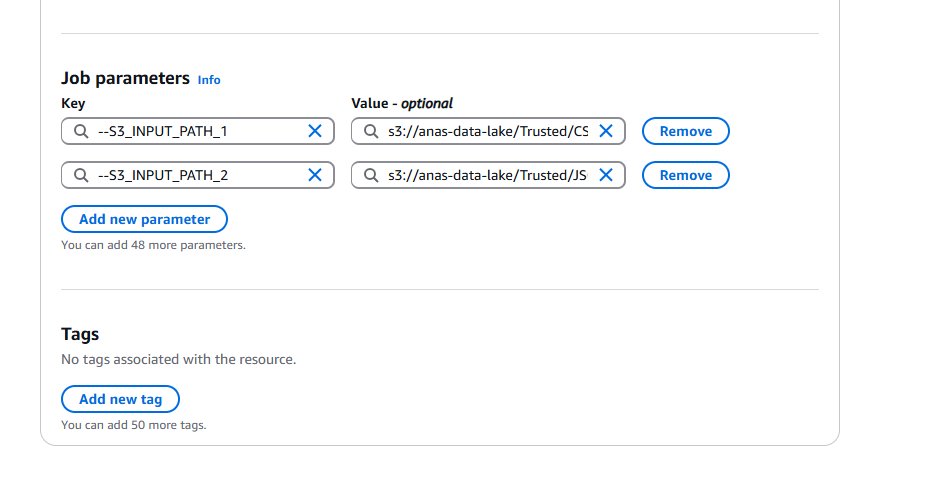 Job parameters Info
Key Value - optional
--S3_INPUT_PATH_1 s3://anas-data-lake/Trusted/CS Remove
--S3_INPUT_PATH_2 s3://anas-data-lake/Trusted/JS Remove
Add new parameter
You can add 48 more parameters.
Tags
No tags associated with the resource.
Add new tag
You can add 50 more tags.